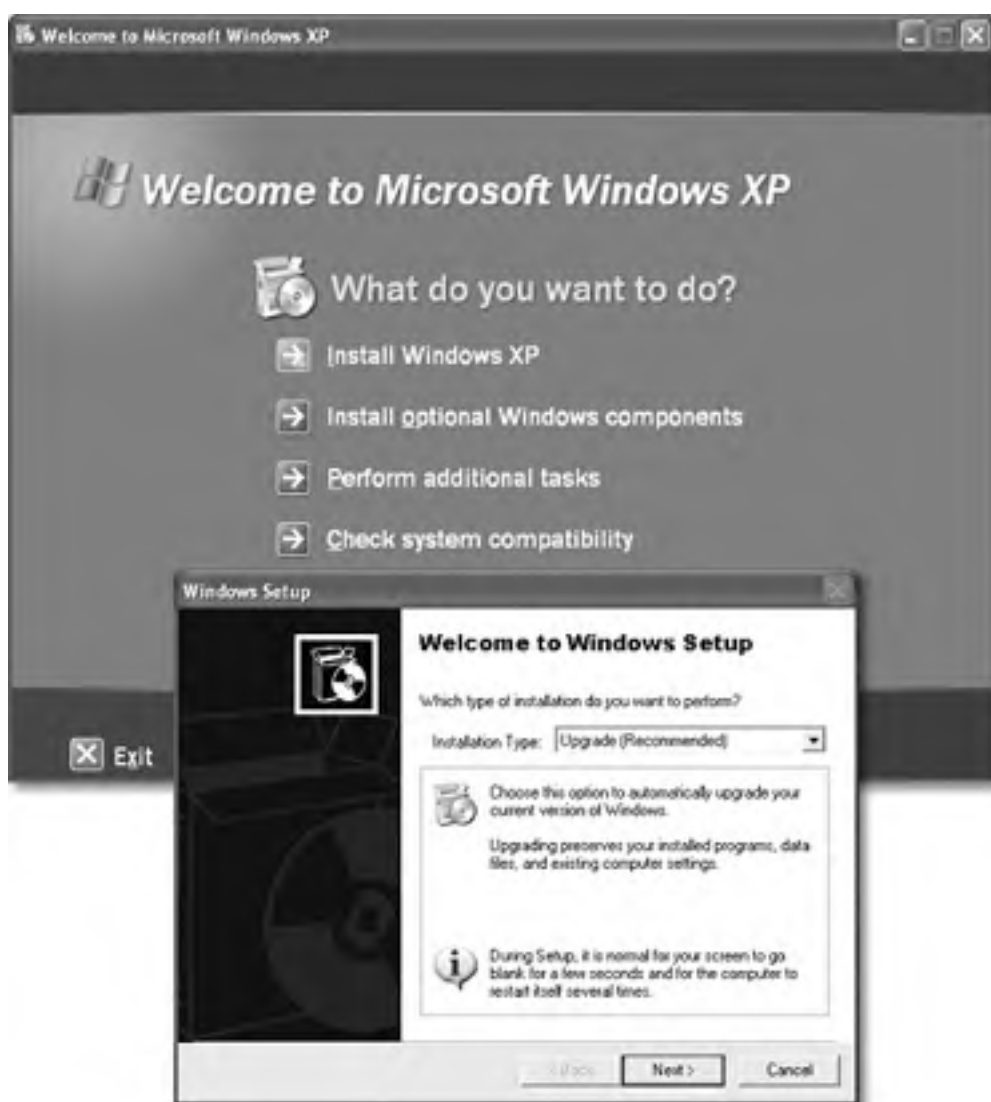 Welcome to Microsoft Windows XP
Welcome to Microsoft Windows XP
What do you want to do?
Install Windows XP
Install optional Windows components
Perform additional tasks
Check system compatibility
Exit
Windows Setup
Welcome to Windows Setup
Which type of installation do you want to perform?
Installation Type: Upgrade (Recommended)
Choose this option to automatically upgrade your
current version of Windows.
Upgrading preserves your installed programs, data
files, and existing computer settings.
During Setup, it is normal for your screen to go
blank for a few seconds and for the computer to
restart itself several times.
< Back Next > Cancel